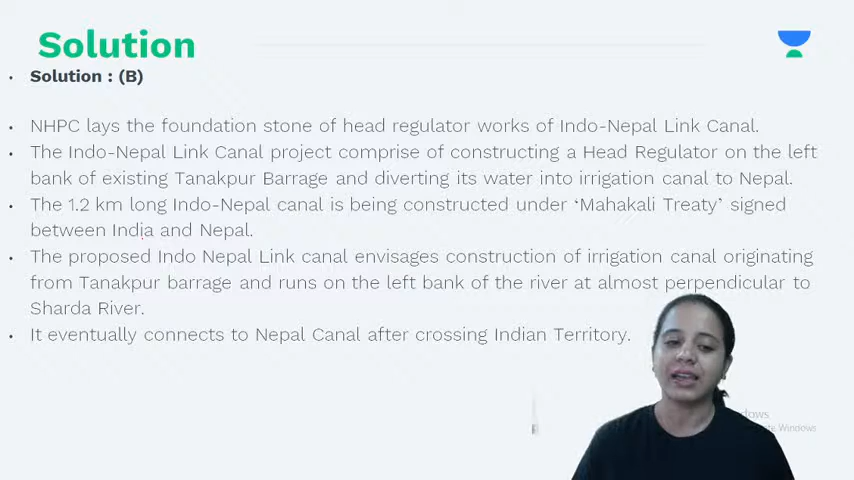 Solution
• Solution : (B)
• NHPC lays the foundation stone of head regulator works of Indo-Nepal Link Canal.
• The Indo-Nepal Link Canal project comprise of constructing a Head Regulator on the left
bank of existing Tanakpur Barrage and diverting its water into irrigation canal to Nepal.
• The 1.2 km long Indo-Nepal canal is being constructed under ‘Mahakali Treaty’ signed
between India and Nepal.
• The proposed Indo Nepal Link canal envisages construction of irrigation canal originating
from Tanakpur barrage and runs on the left bank of the river at almost perpendicular to
Sharda River.
• It eventually connects to Nepal Canal after crossing Indian Territory.
Windows